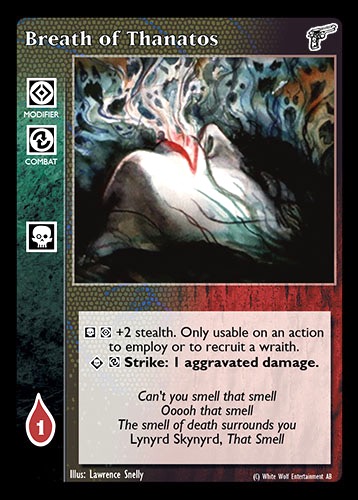 Breath of Thanatos
MODIFIER
COMBAT
+2 stealth. Only usable on an action
to employ or to recruit a wraith.
Strike: 1 aggravated damage.
Can't you smell that smell
Ooooh that smell
The smell of death surrounds you
Lynyrd Skynyrd, That Smell
1
Illus: Lawrence Snelly
(C) White Wolf Entertainment AB